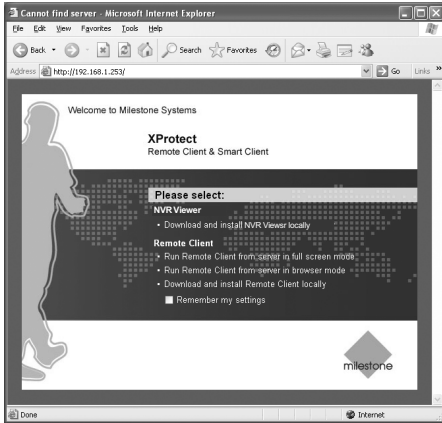 Cannot find server - Microsoft Internet Explorer
File Edit View Favorites Tools Help
Back Search Favorites
Address http://192.168.1.253/ Go Links »
Welcome to Milestone Systems
XProtect
Remote Client & Smart Client
Please select:
NVR Viewer
• Download and install NVR Viewsr locally
Remote Client
• Run Remote Client from server in full screen mode
• Run Remote Client from server in browser mode
• Download and install Remote Client locally
Remember my settings
milestone
Done Internet